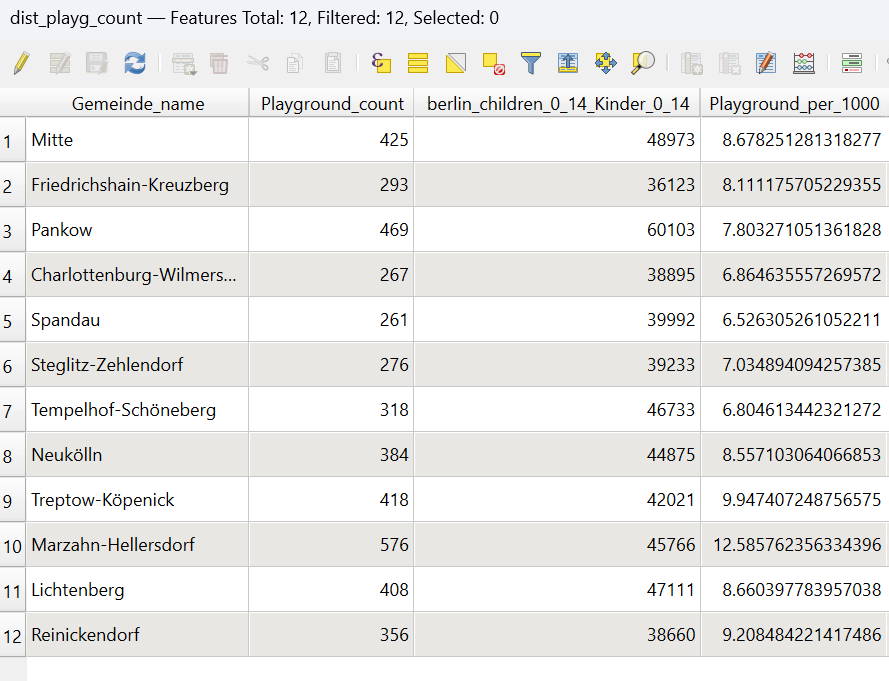 dist_playg_count — Features Total: 12, Filtered: 12, Selected: 0
Gemeinde_name Playground_count berlin_children_0_14_Kinder_0_14 Playground_per_1000
1 Mitte 425 48973 8.678251281318277
2 Friedrichshain-Kreuzberg 293 36123 8.111175705229355
3 Pankow 469 60103 7.803271051361828
4 Charlottenburg-Wilmers... 267 38895 6.864635557269572
5 Spandau 261 39992 6.526305261052211
6 Steglitz-Zehlendorf 276 39233 7.034894094257385
7 Tempelhof-Schöneberg 318 46733 6.804613442321272
8 Neukölln 384 44875 8.557103064066853
9 Treptow-Köpenick 418 42021 9.947407248756575
10 Marzahn-Hellersdorf 576 45766 12.585762356334396
11 Lichtenberg 408 47111 8.660397783957038
12 Reinickendorf 356 38660 9.208484221417486